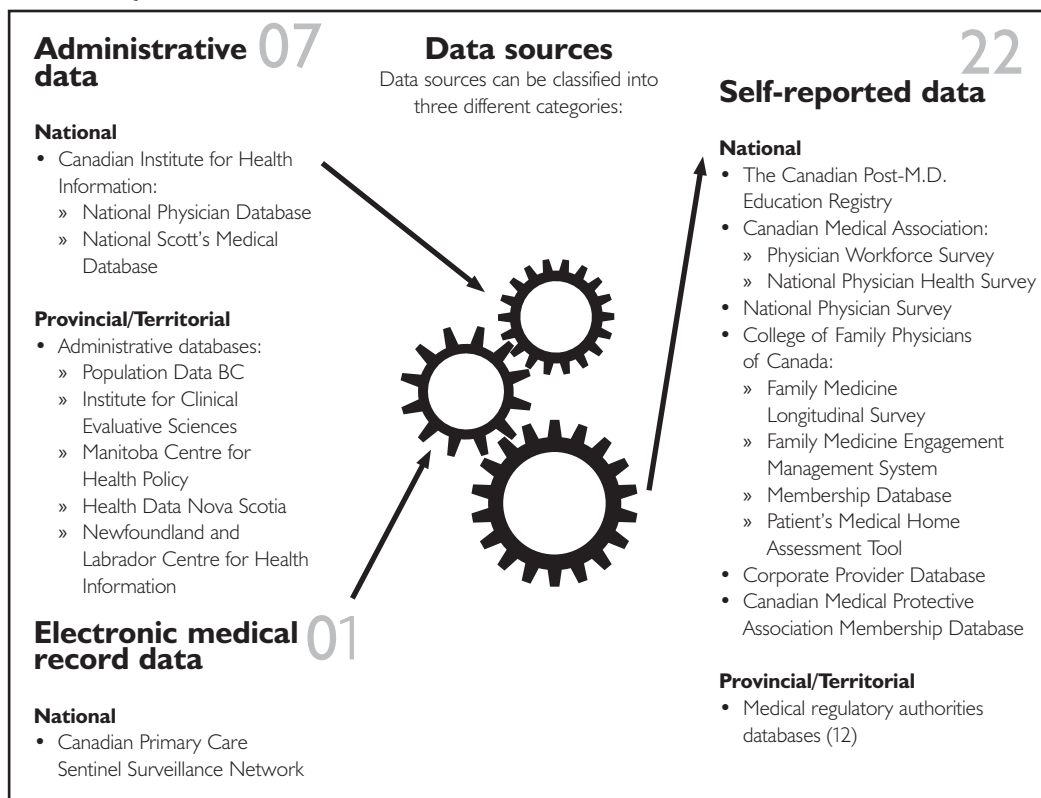 Administrative 07
data
National
• Canadian Institute for Health
Information:
» National Physician Database
» National Scott’s Medical
Database
Provincial/Territorial
• Administrative databases:
» Population Data BC
» Institute for Clinical
Evaluative Sciences
» Manitoba Centre for
Health Policy
» Health Data Nova Scotia
» Newfoundland and
Labrador Centre for Health
Information
Electronic medical 01
record data
National
• Canadian Primary Care
Sentinel Surveillance Network
Data sources
Data sources can be classified into
three different categories:
22
Self-reported data
National
• The Canadian Post-M.D.
Education Registry
• Canadian Medical Association:
» Physician Workforce Survey
» National Physician Health Survey
• National Physician Survey
• College of Family Physicians
of Canada:
» Family Medicine
Longitudinal Survey
» Family Medicine Engagement
Management System
» Membership Database
» Patient’s Medical Home
Assessment Tool
• Corporate Provider Database
• Canadian Medical Protective
Association Membership Database
Provincial/Territorial
• Medical regulatory authorities
databases (12)